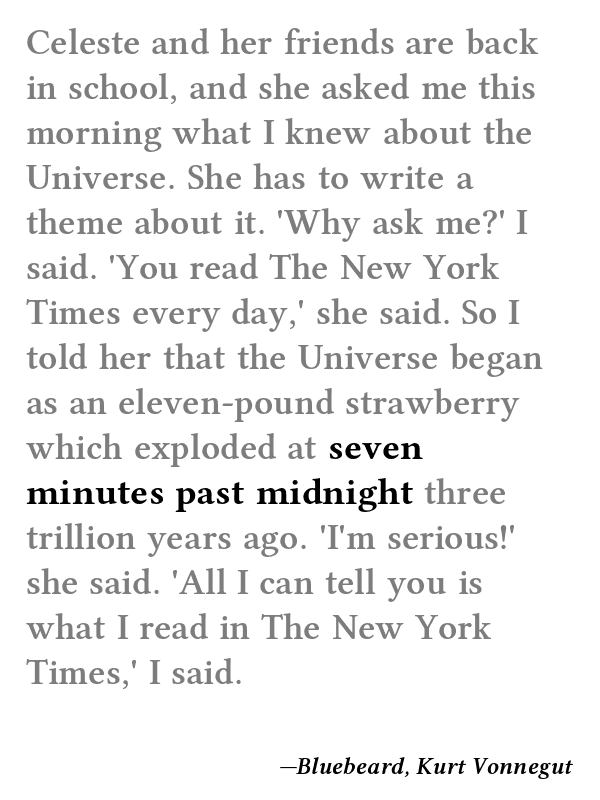 Celeste and her friends are back
in school, and she asked me this
morning what I knew about the
Universe. She has to write a
theme about it. 'Why ask me?' I
said. 'You read The New York
Times every day,' she said. So I
told her that the Universe began
as an eleven-pound strawberry
which exploded at seven
minutes past midnight three
trillion years ago. 'I'm serious!'
she said. 'All I can tell you is
what I read in The New York
Times,' I said.
—Bluebeard, Kurt Vonnegut